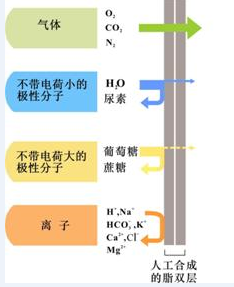 气体
O₂
CO₂
N₂
不带电荷小的
极性分子
H₂O
尿素
不带电荷大的
极性分子
葡萄糖
蔗糖
离 子
H⁺,Na⁺
HCO₃⁻,K⁺
Ca²⁺,Cl⁻
Mg²⁺
人工合成
的脂双层